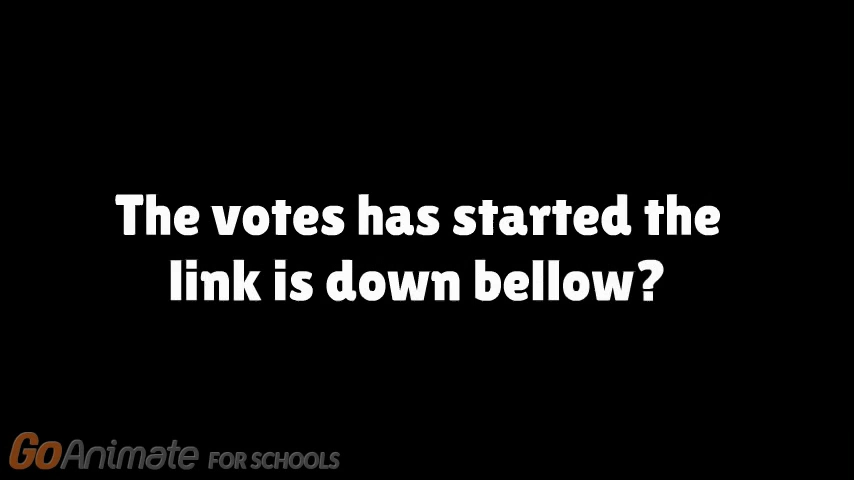 The votes has started the
link is down bellow?
GoAnimate FOR SCHOOLS